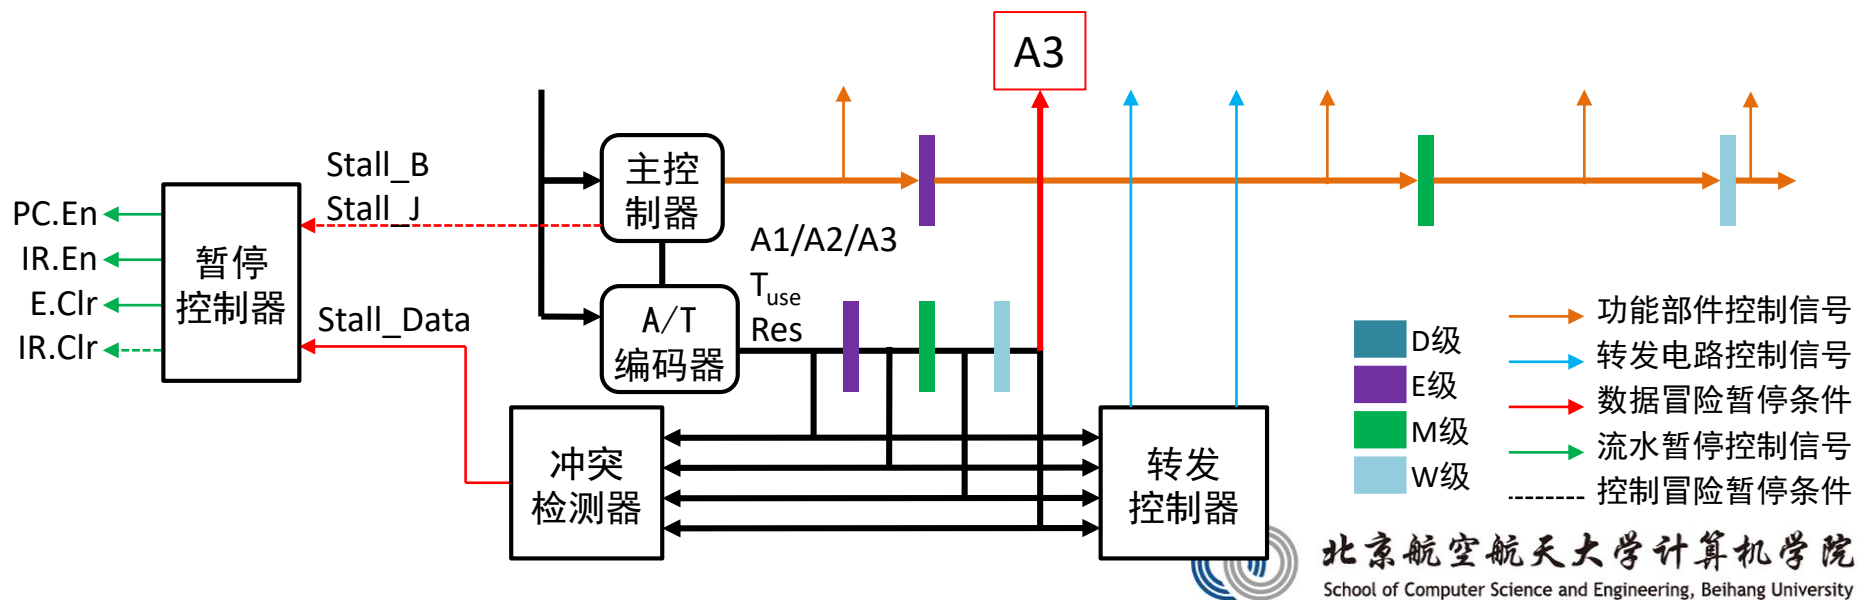 A3
Stall_B
Stall_J
主控
制器
PC.En
IR.En
E.Clr
IR.Clr
暂停
控制器
Stall_Data
A/T
编码器
A1/A2/A3
Tuse
Res
冲突
检测器
转发
控制器
D级
E级
M级
W级
功能部件控制信号
转发电路控制信号
数据冒险暂停条件
流水暂停控制信号
控制冒险暂停条件
北京航空航天大学计算机学院
School of Computer Science and Engineering, Beihang University